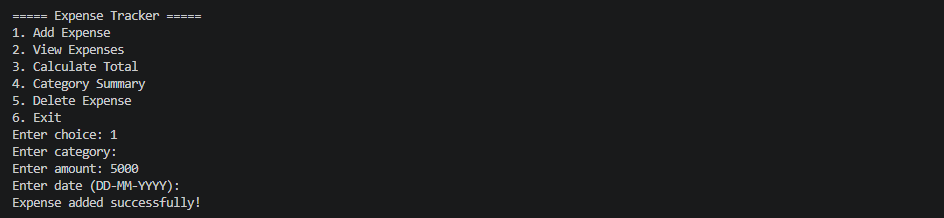 ===== Expense Tracker =====
1. Add Expense
2. View Expenses
3. Calculate Total
4. Category Summary
5. Delete Expense
6. Exit
Enter choice: 1
Enter category:
Enter amount: 5000
Enter date (DD-MM-YYYY):
Expense added successfully!